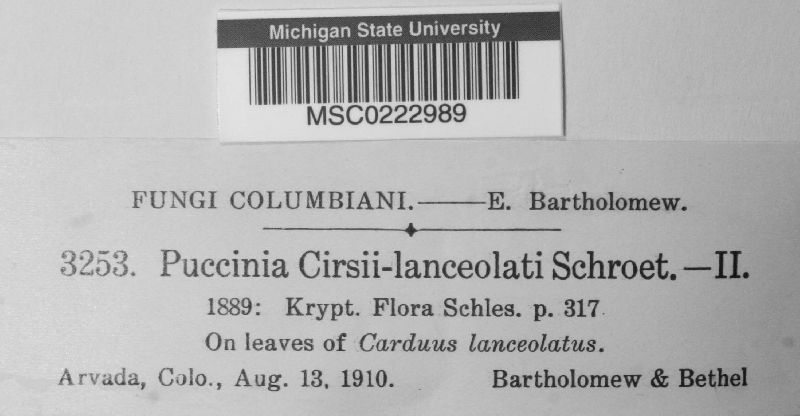 Michigan State University
MSC0222989
FUNGI COLUMBIANI.——E. Bartholomew.
3253. Puccinia Cirsii-lanceolati Schroet.—II.
1889: Krypt. Flora Schles. p. 317
On leaves of Carduus lanceolatus.
Arvada, Colo., Aug. 13, 1910. Bartholomew & Bethel